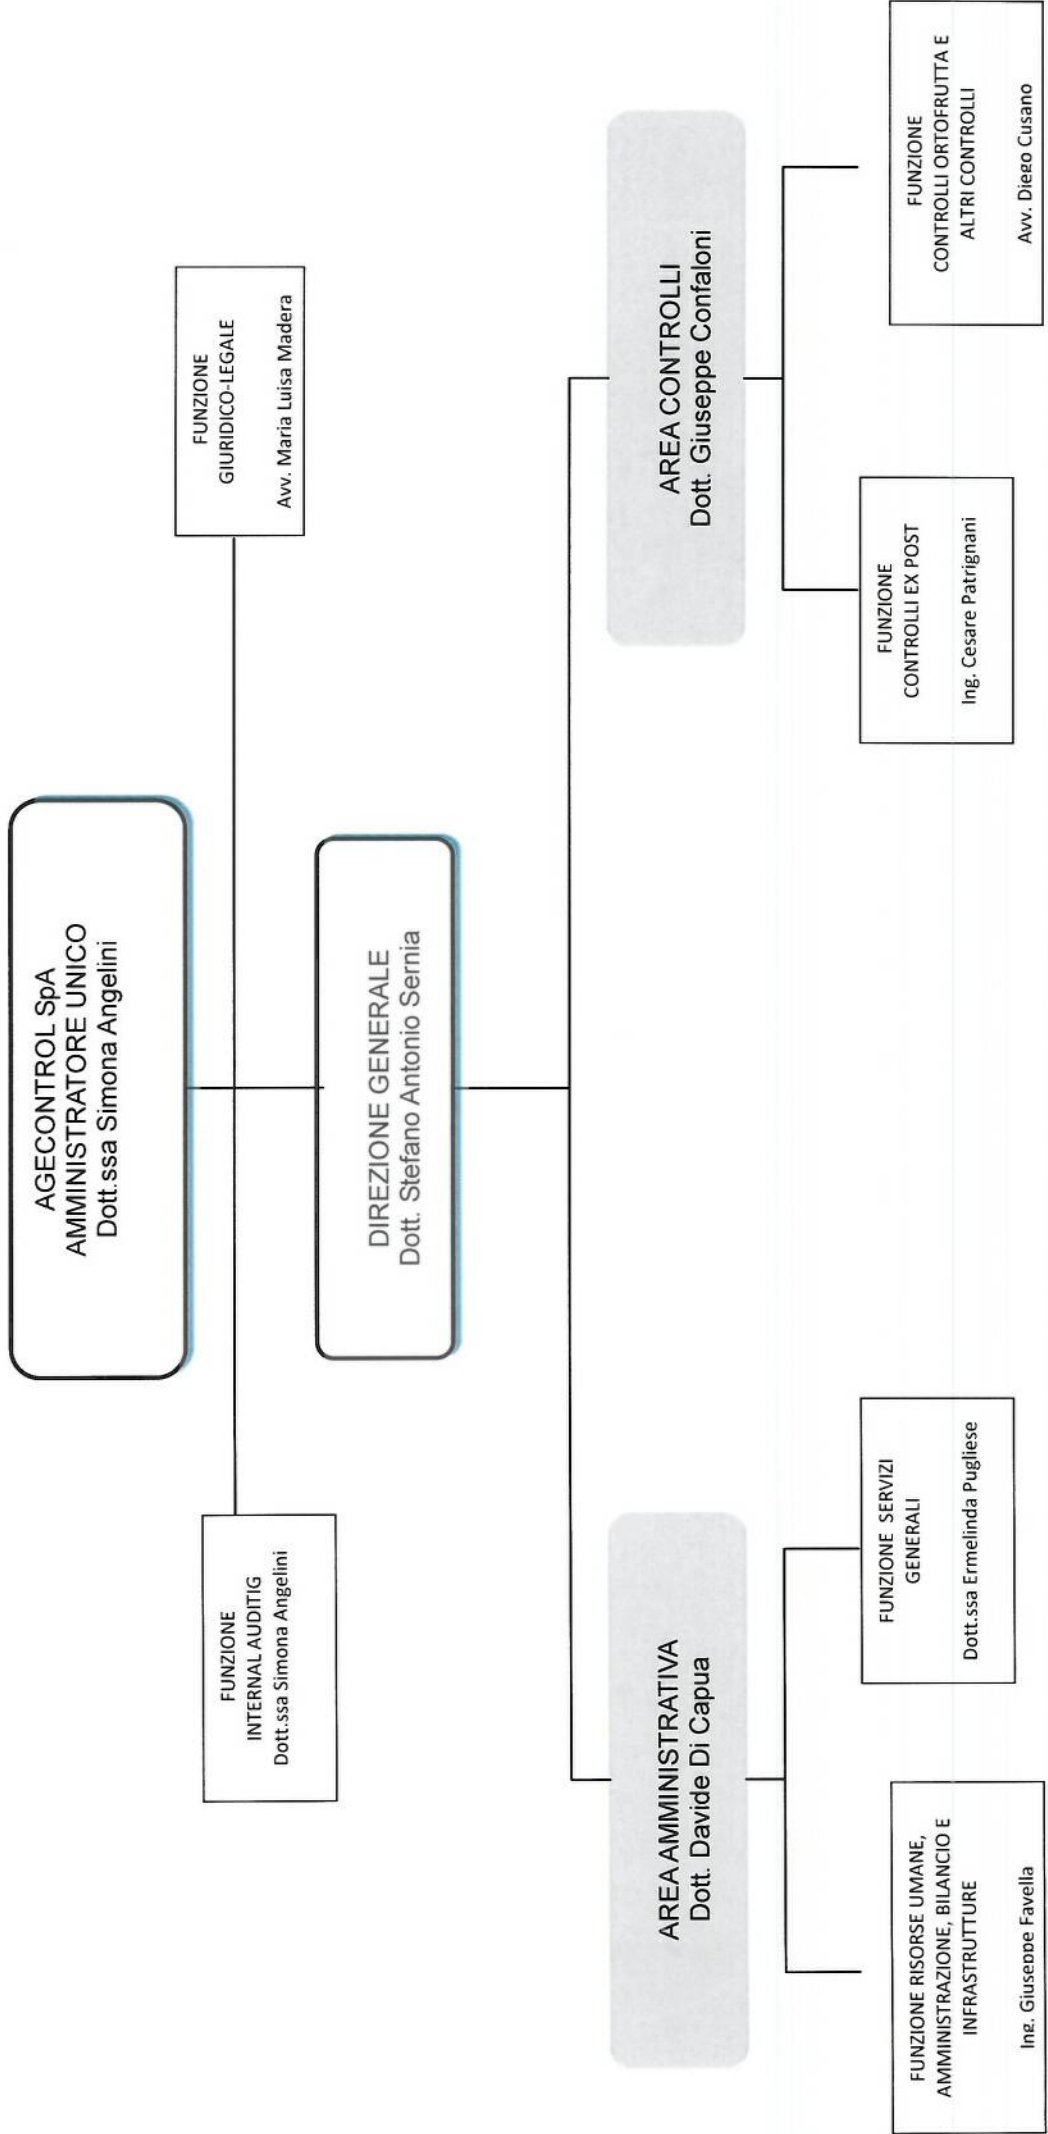 AGECONTROL SpA
AMMINISTRATORE UNICO
Dott.ssa Simona Angelini
FUNZIONE
INTERNAL AUDITIG
Dott.ssa Simona Angelini
FUNZIONE
GIURIDICO-LEGALE
Avv. Maria Luisa Madera
DIREZIONE GENERALE
Dott. Stefano Antonio Sernia
AREA AMMINISTRATIVA
Dott. Davide Di Capua
AREA CONTROLLI
Dott. Giuseppe Confaloni
FUNZIONE RISORSE UMANE,
AMMINISTRAZIONE, BILANCIO E
INFRASTRUTTURE
Ing. Giuseppe Favella
FUNZIONE SERVIZI
GENERALI
Dott.ssa Ermelinda Pugliese
FUNZIONE
CONTROLLI EX POST
Ing. Cesare Patrignani
FUNZIONE
CONTROLLI ORTOFRUTTA E
ALTRI CONTROLLI
Avv. Diego Cusano